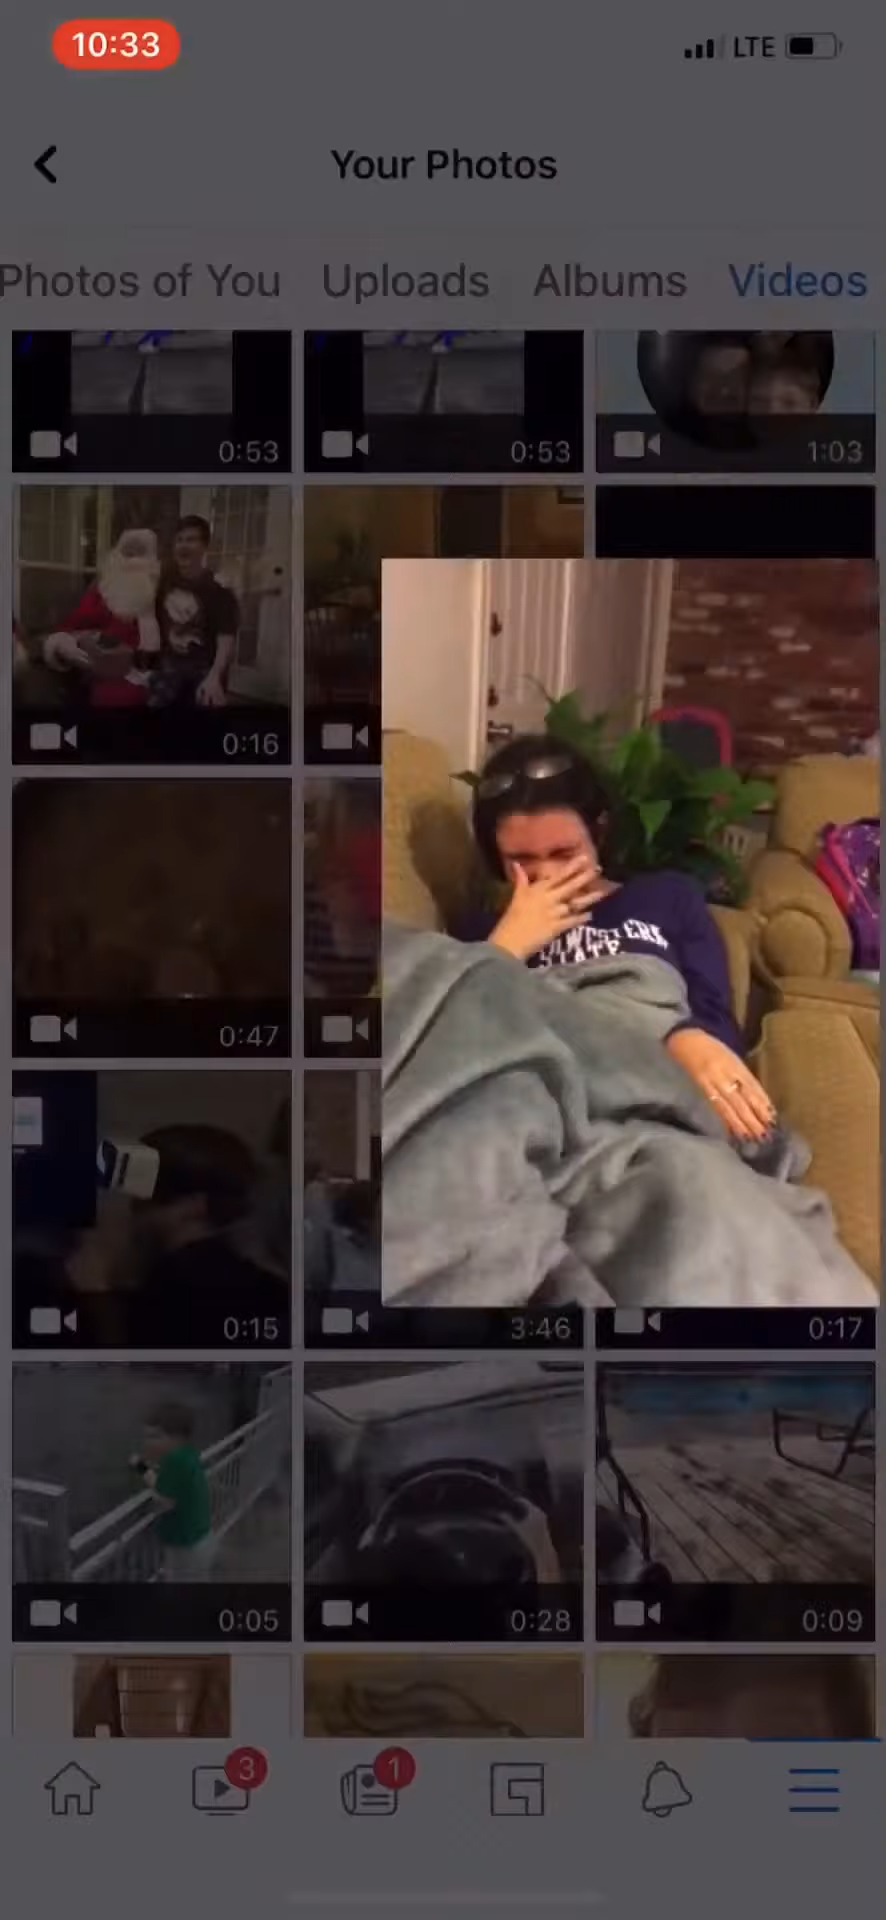 10:33
LTE
Your Photos
Photos of You Uploads Albums Videos
0:53 0:53 1:03
0:16
STATE
0:47
0:15 3:46 0:17
0:05 0:28 0:09
3 1